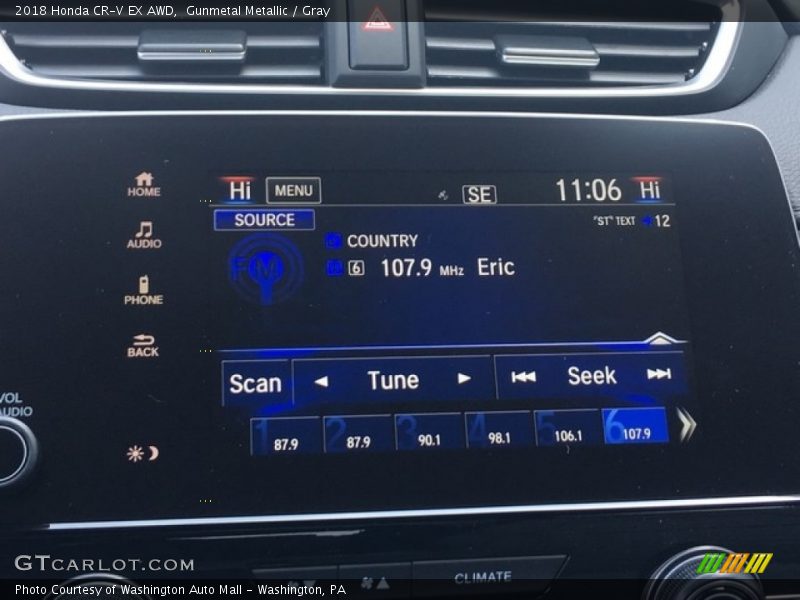 2018 Honda CR-V EX AWD, Gunmetal Metallic / Gray
HOME
AUDIO
PHONE
BACK
VOL
AUDIO
Hi MENU SE 11:06 Hi
SOURCE
"ST" TEXT 12
FM
COUNTRY
6 107.9 MHz Eric
Scan Tune Seek
1 87.9 2 87.9 3 90.1 4 98.1 5 106.1 6 107.9
CLIMATE
GTCARLOT.COM
Photo Courtesy of Washington Auto Mall - Washington, PA